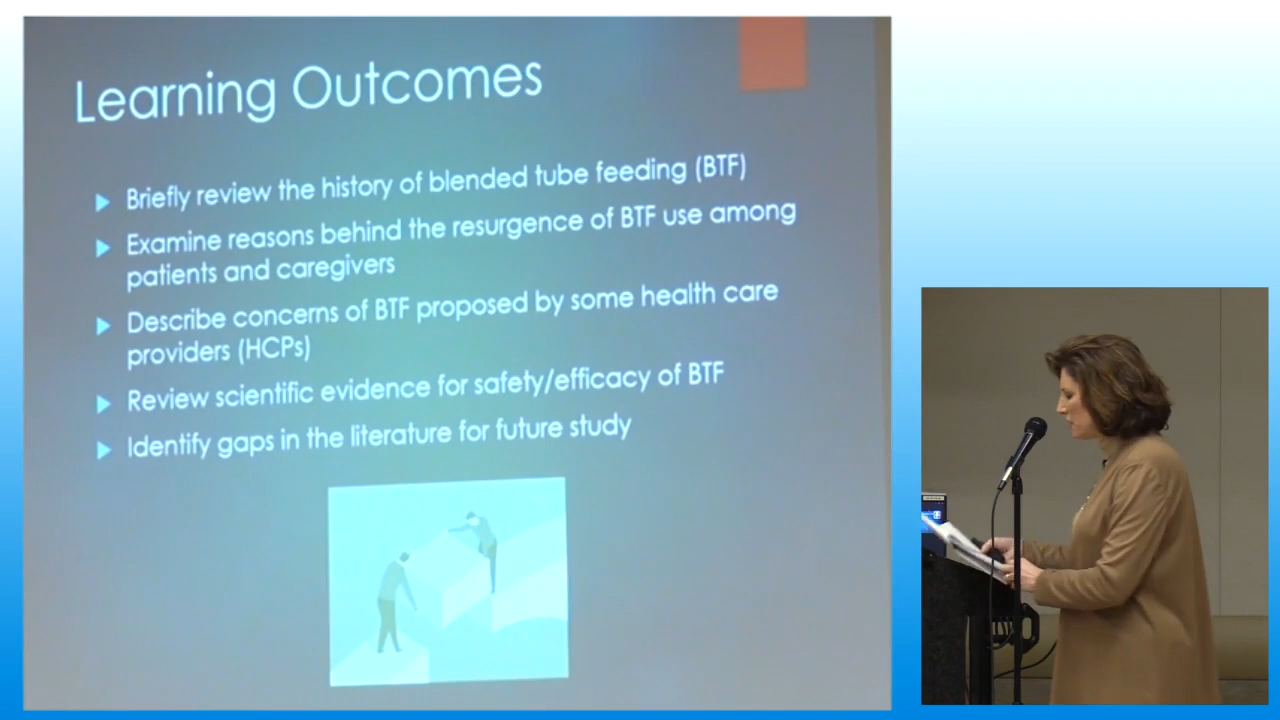 Learning Outcomes
Briefly review the history of blended tube feeding (BTF)
Examine reasons behind the resurgence of BTF use among
patients and caregivers
Describe concerns of BTF proposed by some health care
providers (HCPs)
Review scientific evidence for safety/efficacy of BTF
Identify gaps in the literature for future study